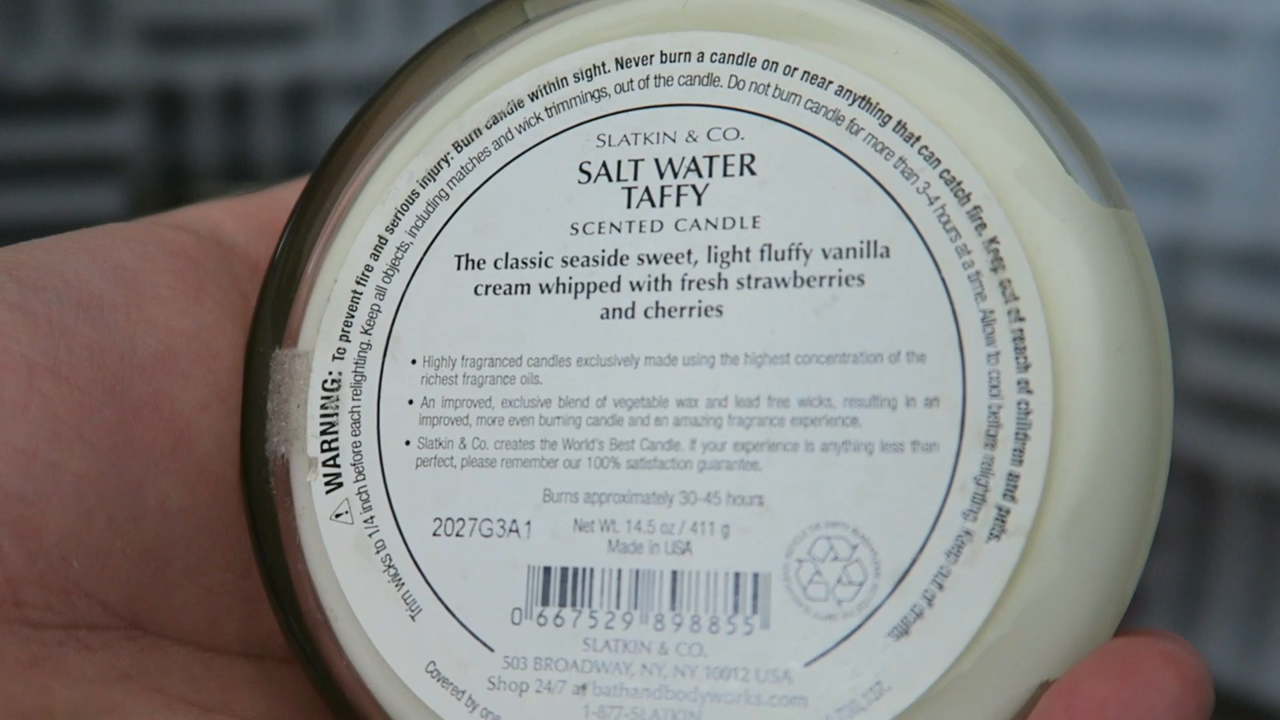 ⚠ WARNING: To prevent fire and serious injury: Burn candle within sight. Never burn a candle on or near anything that can catch fire. Keep out of reach of children and pets.
Trim wicks to 1/4 inch before each relighting. Keep all objects, including matches and wick trimmings, out of the candle. Do not burn candle for more than 3-4 hours at a time. Allow to cool before relighting. Keep out of drafts.
SLATKIN & CO.
SALT WATER
TAFFY
SCENTED CANDLE
The classic seaside sweet, light fluffy vanilla
cream whipped with fresh strawberries
and cherries
• Highly fragranced candles exclusively made using the highest concentration of the
richest fragrance oils.
• An improved, exclusive blend of vegetable wax and lead free wicks, resulting in an
improved, more even burning candle and an amazing fragrance experience.
• Slatkin & Co. creates the World's Best Candle. If your experience is anything less than
perfect, please remember our 100% satisfaction guarantee.
Burns approximately 30-45 hours
2027G3A1
Net Wt. 14.5 oz / 411 g
Made in USA
0 667529 898855
SLATKIN & CO.
503 BROADWAY, NY, NY 10012 USA
Shop 24/7 at bathandbodyworks.com
1-877-SLATKIN
Covered by one